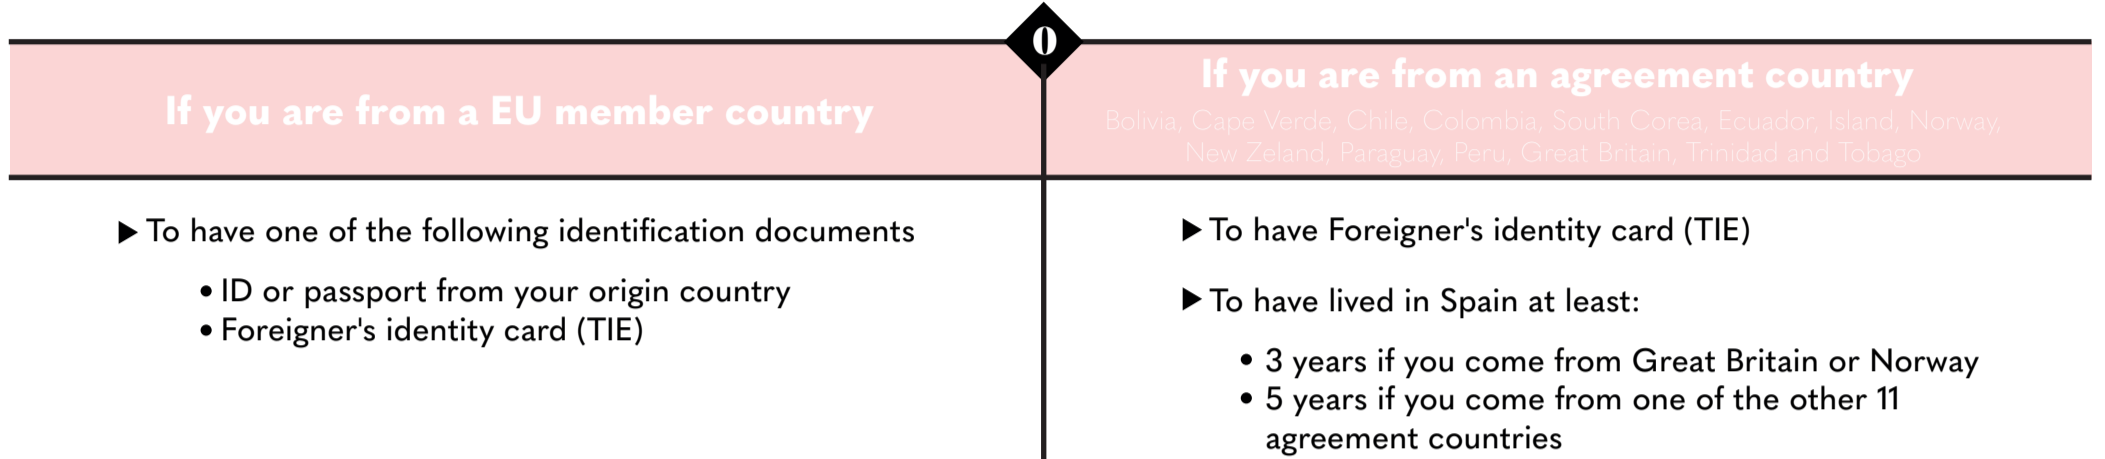 0
If you are from a EU member country
▶ To have one of the following identification documents
• ID or passport from your origin country
• Foreigner's identity card (TIE)
If you are from an agreement country
Bolivia, Cape Verde, Chile, Colombia, South Corea, Ecuador, Island, Norway,
New Zeland, Paraguay, Peru, Great Britain, Trinidad and Tobago
▶ To have Foreigner's identity card (TIE)
▶ To have lived in Spain at least:
• 3 years if you come from Great Britain or Norway
• 5 years if you come from one of the other 11
agreement countries